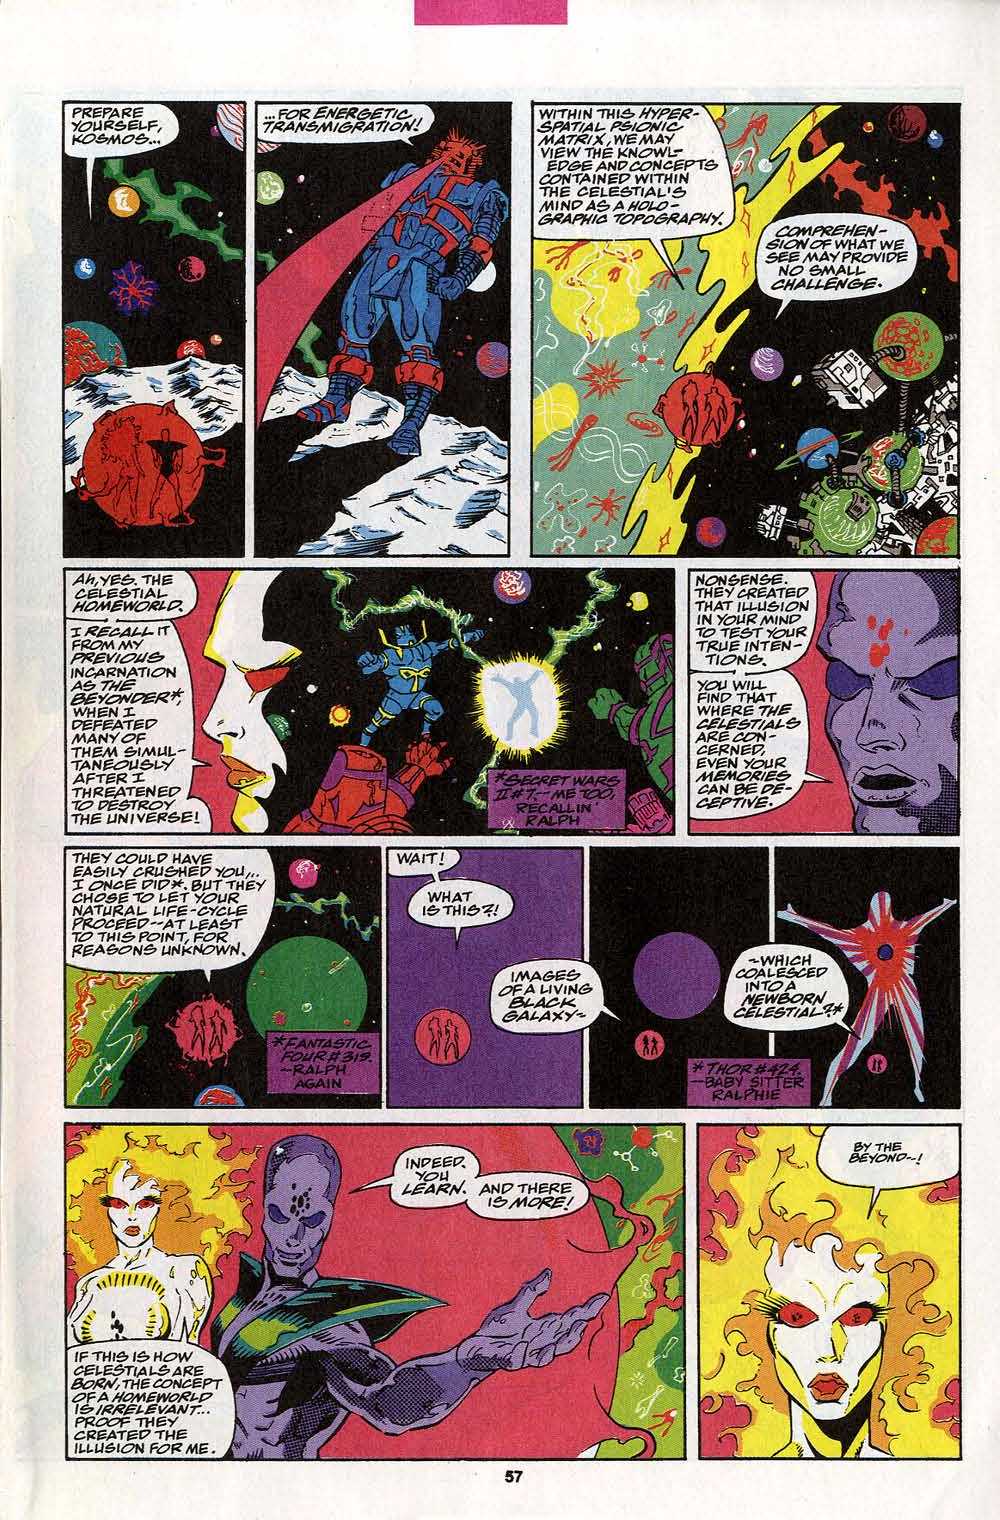 PREPARE
YOURSELF,
KOSMOS...
...FOR ENERGETIC
TRANSMIGRATION!
WITHIN THIS HYPER-
SPATIAL PSIONIC
MATRIX, WE MAY
VIEW THE KNOWL-
EDGE AND CONCEPTS
CONTAINED WITHIN
THE CELESTIAL'S
MIND AS A HOLO-
GRAPHIC TOPOGRAPHY.
COMPREHEN-
SION OF WHAT WE
SEE MAY PROVIDE
NO SMALL
CHALLENGE.
AH, YES. THE
CELESTIAL
HOMEWORLD.
I RECALL IT
FROM MY
PREVIOUS
INCARNATION
AS THE
BEYONDER*,
WHEN I
DEFEATED
MANY OF
THEM SIMUL-
TANEOUSLY
AFTER I
THREATENED
TO DESTROY
THE UNIVERSE!
*SECRET WARS
II #7.--ME TOO,
RECALLIN'
RALPH
NONSENSE.
THEY CREATED
THAT ILLUSION
IN YOUR MIND
TO TEST YOUR
TRUE INTEN-
TIONS.
YOU WILL
FIND THAT
WHERE THE
CELESTIALS
ARE CON-
CERNED,
EVEN YOUR
MEMORIES
CAN BE DE-
CEPTIVE.
THEY COULD HAVE
EASILY CRUSHED YOU...
I ONCE DID*. BUT THEY
CHOSE TO LET YOUR
NATURAL LIFE-CYCLE
PROCEED--AT LEAST
TO THIS POINT, FOR
REASONS UNKNOWN.
*FANTASTIC
FOUR #319.
--RALPH
AGAIN
WAIT!
WHAT
IS THIS?!
IMAGES
OF A LIVING
BLACK
GALAXY--
--WHICH
COALESCED
INTO A
NEWBORN
CELESTIAL?*
*THOR #424.
--BABY SITTER
RALPHIE
INDEED.
YOU
LEARN.
AND THERE
IS MORE!
IF THIS IS HOW
CELESTIALS ARE
BORN, THE CONCEPT
OF A HOMEWORLD
IS IRRELEVANT...
PROOF THEY
CREATED THE
ILLUSION FOR ME.
BY THE
BEYOND--!
57